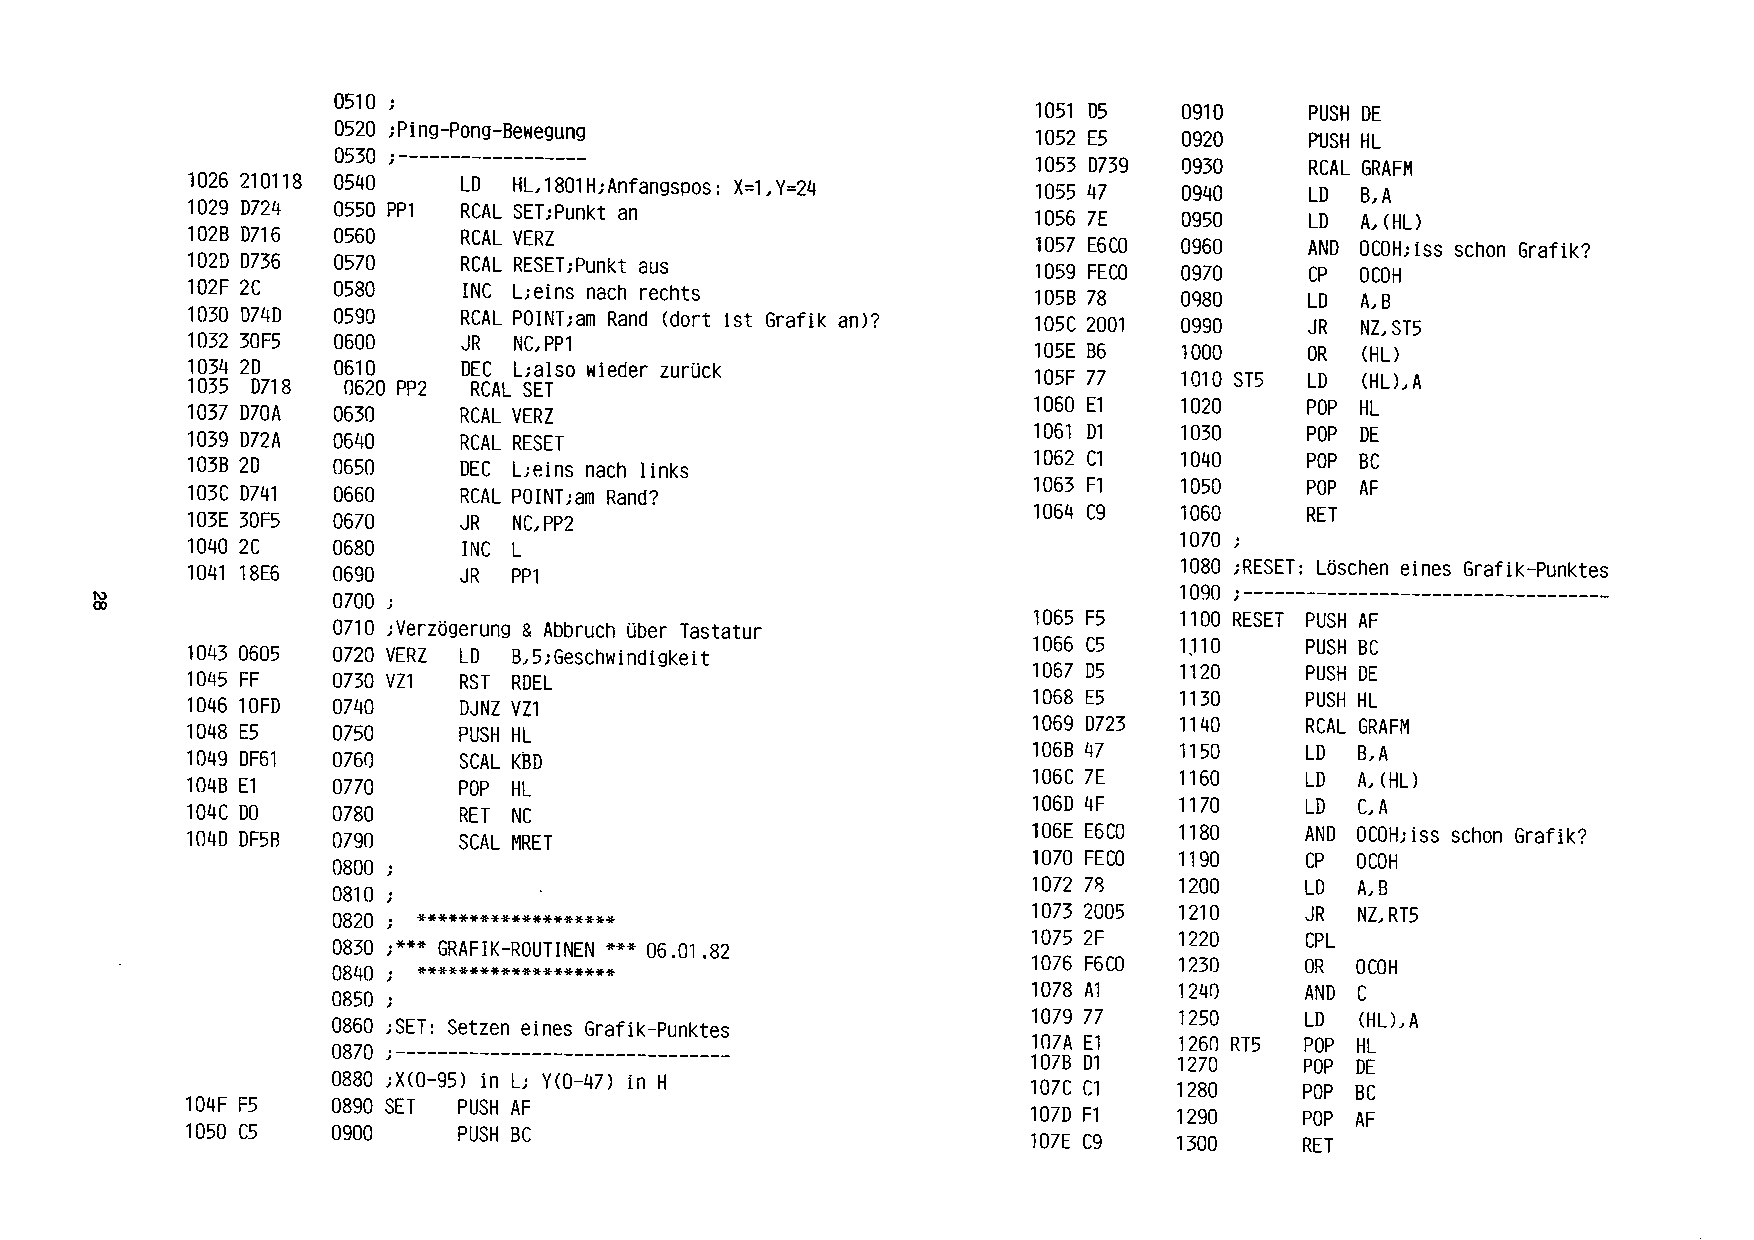 0510 ;
0520 ;Ping-Pong-Bewegung
0530 ;------------------
1026 210118 0540 LD HL,1801H;Anfangspos: X=1,Y=24
1029 D724 0550 PP1 RCAL SET;Punkt an
102B D716 0560 RCAL VERZ
102D D736 0570 RCAL RESET;Punkt aus
102F 2C 0580 INC L;eins nach rechts
1030 D74D 0590 RCAL POINT;am Rand (dort ist Grafik an)?
1032 30F5 0600 JR NC,PP1
1034 2D 0610 DEC L;also wieder zurück
1035 D718 0620 PP2 RCAL SET
1037 D70A 0630 RCAL VERZ
1039 D72A 0640 RCAL RESET
103B 2D 0650 DEC L;eins nach links
103C D741 0660 RCAL POINT;am Rand?
103E 30F5 0670 JR NC,PP2
1040 2C 0680 INC L
1041 18E6 0690 JR PP1
0700 ;
0710 ;Verzögerung & Abbruch über Tastatur
1043 0605 0720 VERZ LD B,5;Geschwindigkeit
1045 FF 0730 VZ1 RST RDEL
1046 10FD 0740 DJNZ VZ1
1048 E5 0750 PUSH HL
1049 DF61 0760 SCAL KBD
104B E1 0770 POP HL
104C D0 0780 RET NC
104D DF5B 0790 SCAL MRET
0800 ;
0810 ;
0820 ; *******************
0830 ;*** GRAFIK-ROUTINEN *** 06.01.82
0840 ; *******************
0850 ;
0860 ;SET: Setzen eines Grafik-Punktes
0870 ;--------------------------------
0880 ;X(0-95) in L; Y(0-47) in H
104F F5 0890 SET PUSH AF
1050 C5 0900 PUSH BC
28
1051 D5 0910 PUSH DE
1052 E5 0920 PUSH HL
1053 D739 0930 RCAL GRAFM
1055 47 0940 LD B,A
1056 7E 0950 LD A,(HL)
1057 E6C0 0960 AND 0C0H;iss schon Grafik?
1059 FEC0 0970 CP 0C0H
105B 78 0980 LD A,B
105C 2001 0990 JR NZ,ST5
105E B6 1000 OR (HL)
105F 77 1010 ST5 LD (HL),A
1060 E1 1020 POP HL
1061 D1 1030 POP DE
1062 C1 1040 POP BC
1063 F1 1050 POP AF
1064 C9 1060 RET
1070 ;
1080 ;RESET: Löschen eines Grafik-Punktes
1090 ;-----------------------------------
1065 F5 1100 RESET PUSH AF
1066 C5 1110 PUSH BC
1067 D5 1120 PUSH DE
1068 E5 1130 PUSH HL
1069 D723 1140 RCAL GRAFM
106B 47 1150 LD B,A
106C 7E 1160 LD A,(HL)
106D 4F 1170 LD C,A
106E E6C0 1180 AND 0C0H;iss schon Grafik?
1070 FEC0 1190 CP 0C0H
1072 78 1200 LD A,B
1073 2005 1210 JR NZ,RT5
1075 2F 1220 CPL
1076 F6C0 1230 OR 0C0H
1078 A1 1240 AND C
1079 77 1250 LD (HL),A
107A E1 1260 RT5 POP HL
107B D1 1270 POP DE
107C C1 1280 POP BC
107D F1 1290 POP AF
107E C9 1300 RET